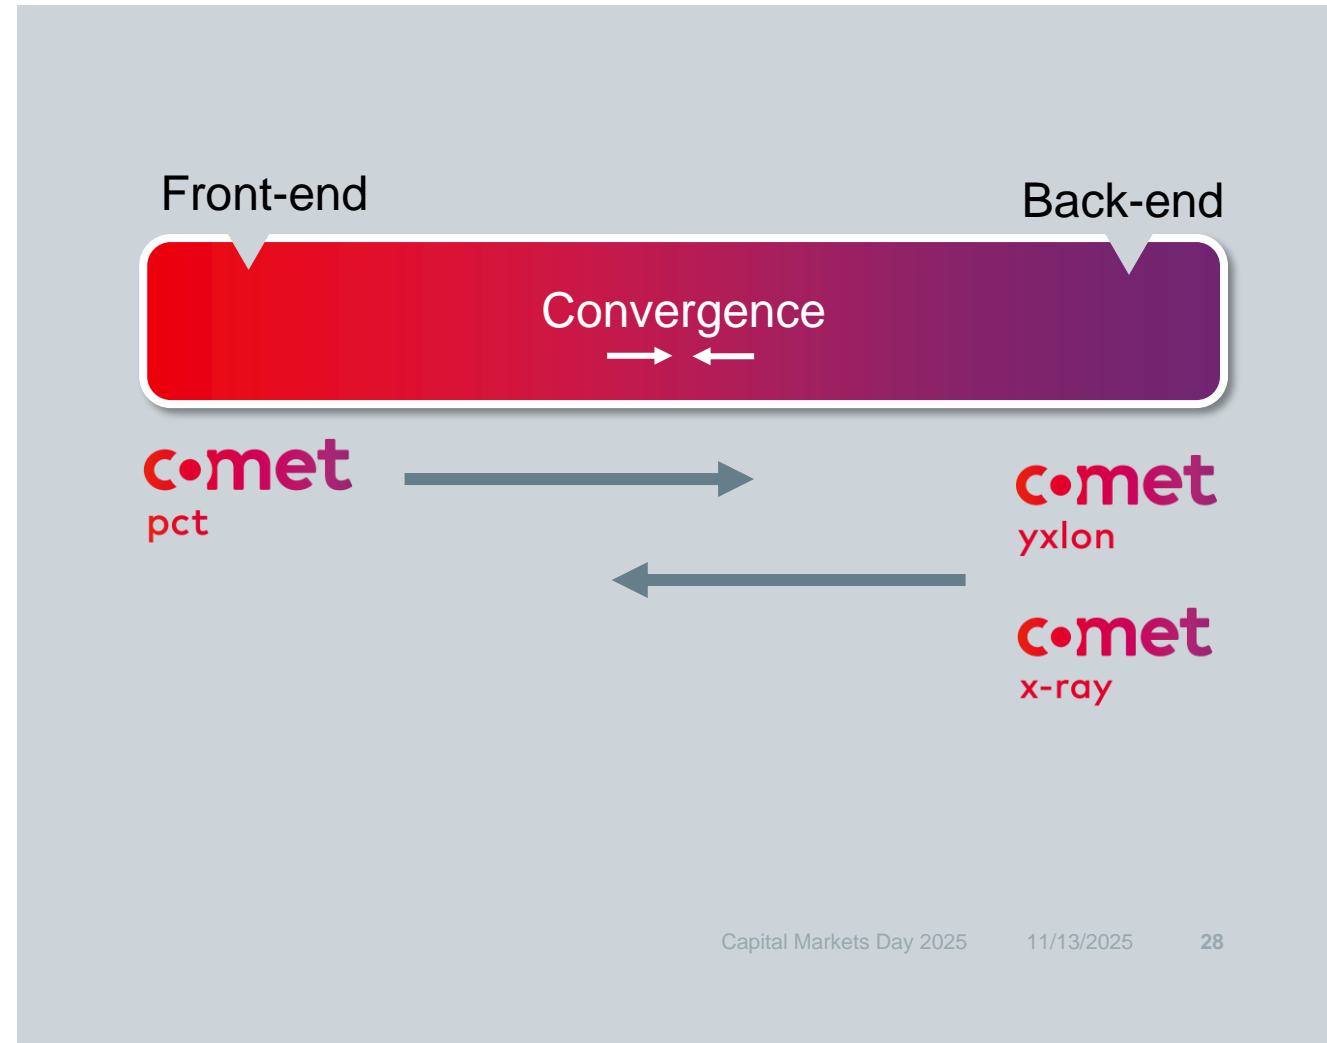 Front-end
Back-end
Convergence
comet
pct
comet
yxlon
comet
x-ray
Capital Markets Day 2025 11/13/2025 28